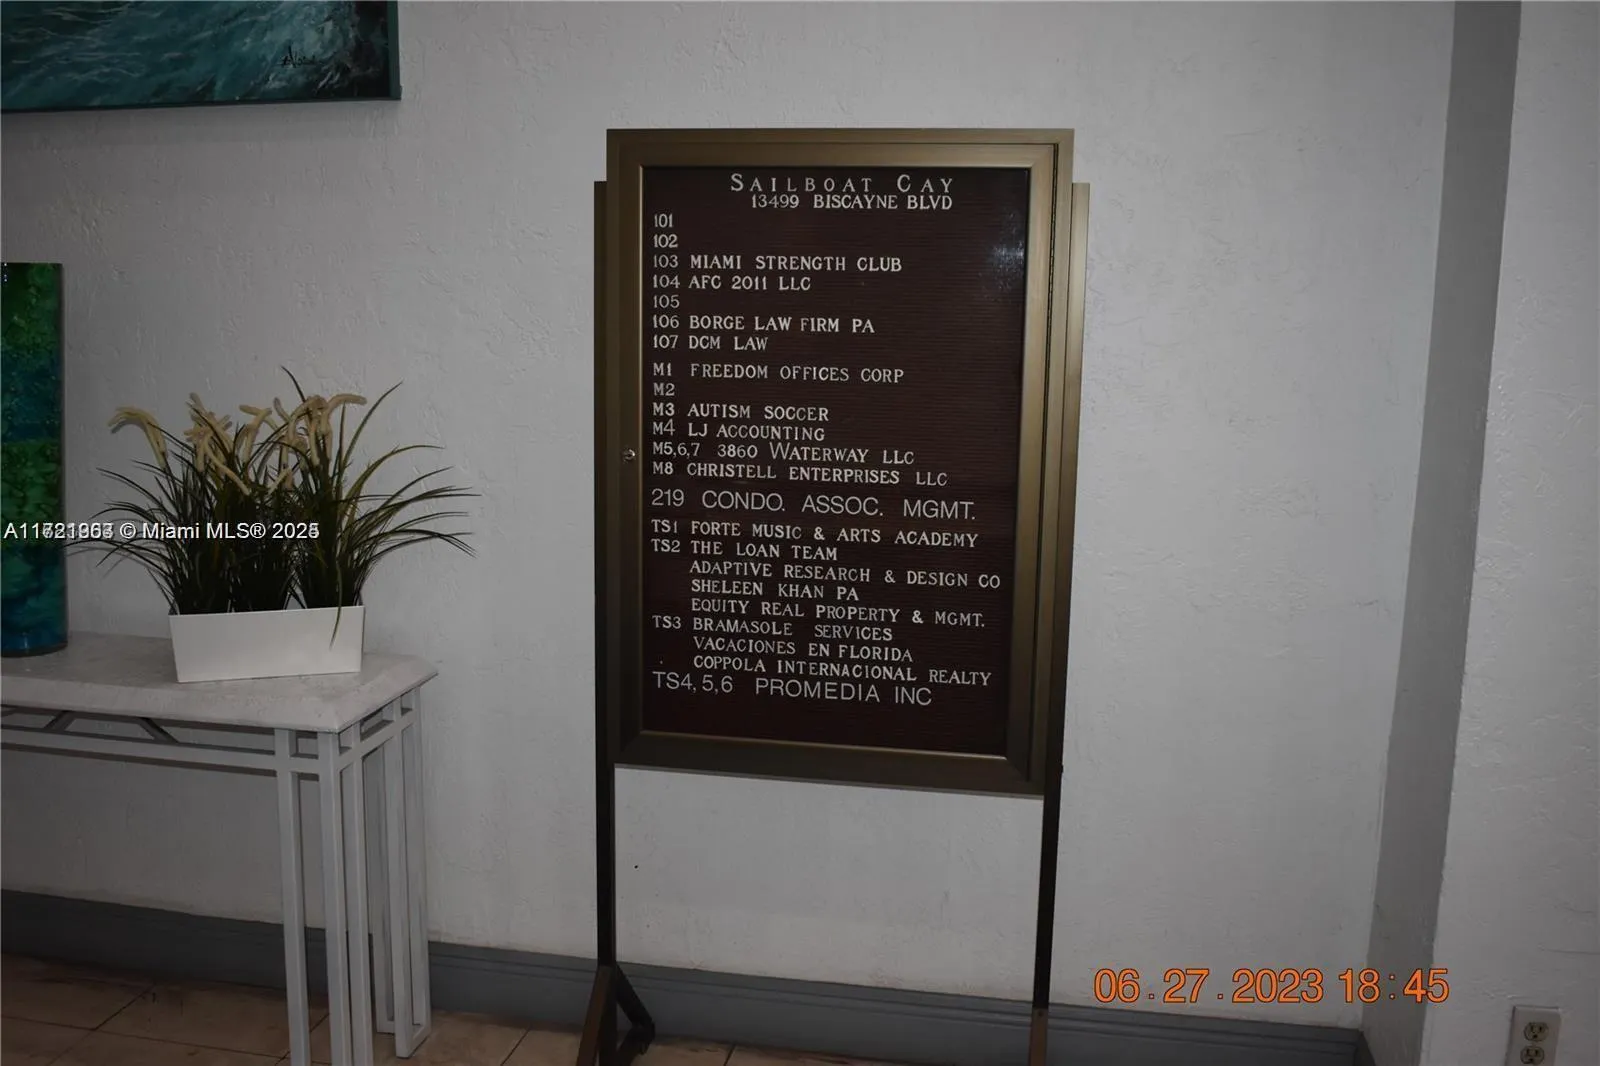 SAILBOAT CAY
13499 BISCAYNE BLVD
101
102
103 MIAMI STRENGTH CLUB
104 AFC 2011 LLC
105
106 BORGE LAW FIRM PA
107 DCM LAW
M1 FREEDOM OFFICES CORP
M2
M3 AUTISM SOCCER
M4 LJ ACCOUNTING
M5,6,7 3860 WATERWAY LLC
M8 CHRISTELL ENTERPRISES LLC
219 CONDO. ASSOC. MGMT.
TS1 FORTE MUSIC & ARTS ACADEMY
TS2 THE LOAN TEAM
ADAPTIVE RESEARCH & DESIGN CO
SHELEEN KHAN PA
EQUITY REAL PROPERTY & MGMT.
TS3 BRAMASOLE SERVICES
VACACIONES EN FLORIDA
COPPOLA INTERNACIONAL REALTY
TS4,5,6 PROMEDIA INC
© Miami MLS®
06.27.2023 18:45